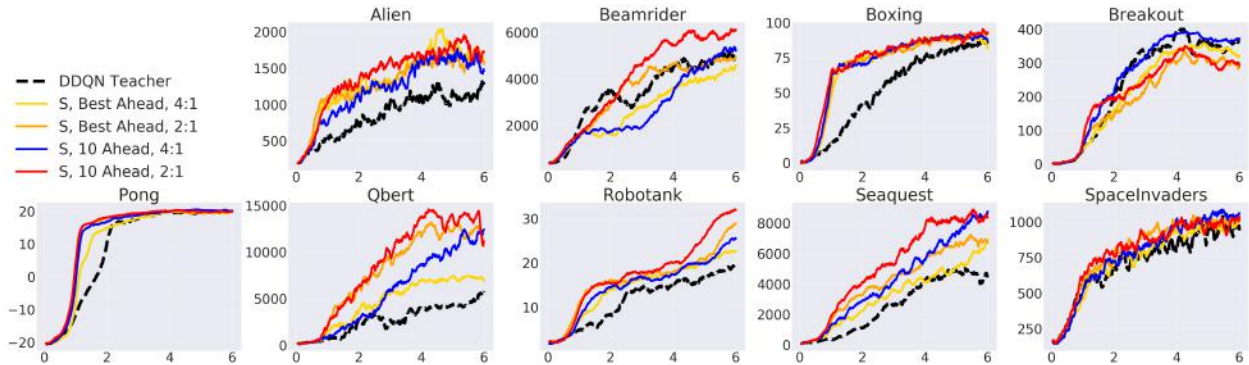 Alien
Beamrider
Boxing
Breakout
DDQN Teacher
S, Best Ahead, 4:1
S, Best Ahead, 2:1
S, 10 Ahead, 4:1
S, 10 Ahead, 2:1
2000
1500
1000
500
0 2 4 6
6000
4000
2000
0 2 4 6
100
75
50
25
0
0 2 4 6
400
300
200
100
0
0 2 4 6
Pong
Qbert
Robotank
Seaquest
SpaceInvaders
20
10
0
−10
−20
0 2 4 6
15000
10000
5000
0
0 2 4 6
30
20
10
0 2 4 6
8000
6000
4000
2000
0
0 2 4 6
1000
750
500
250
0 2 4 6